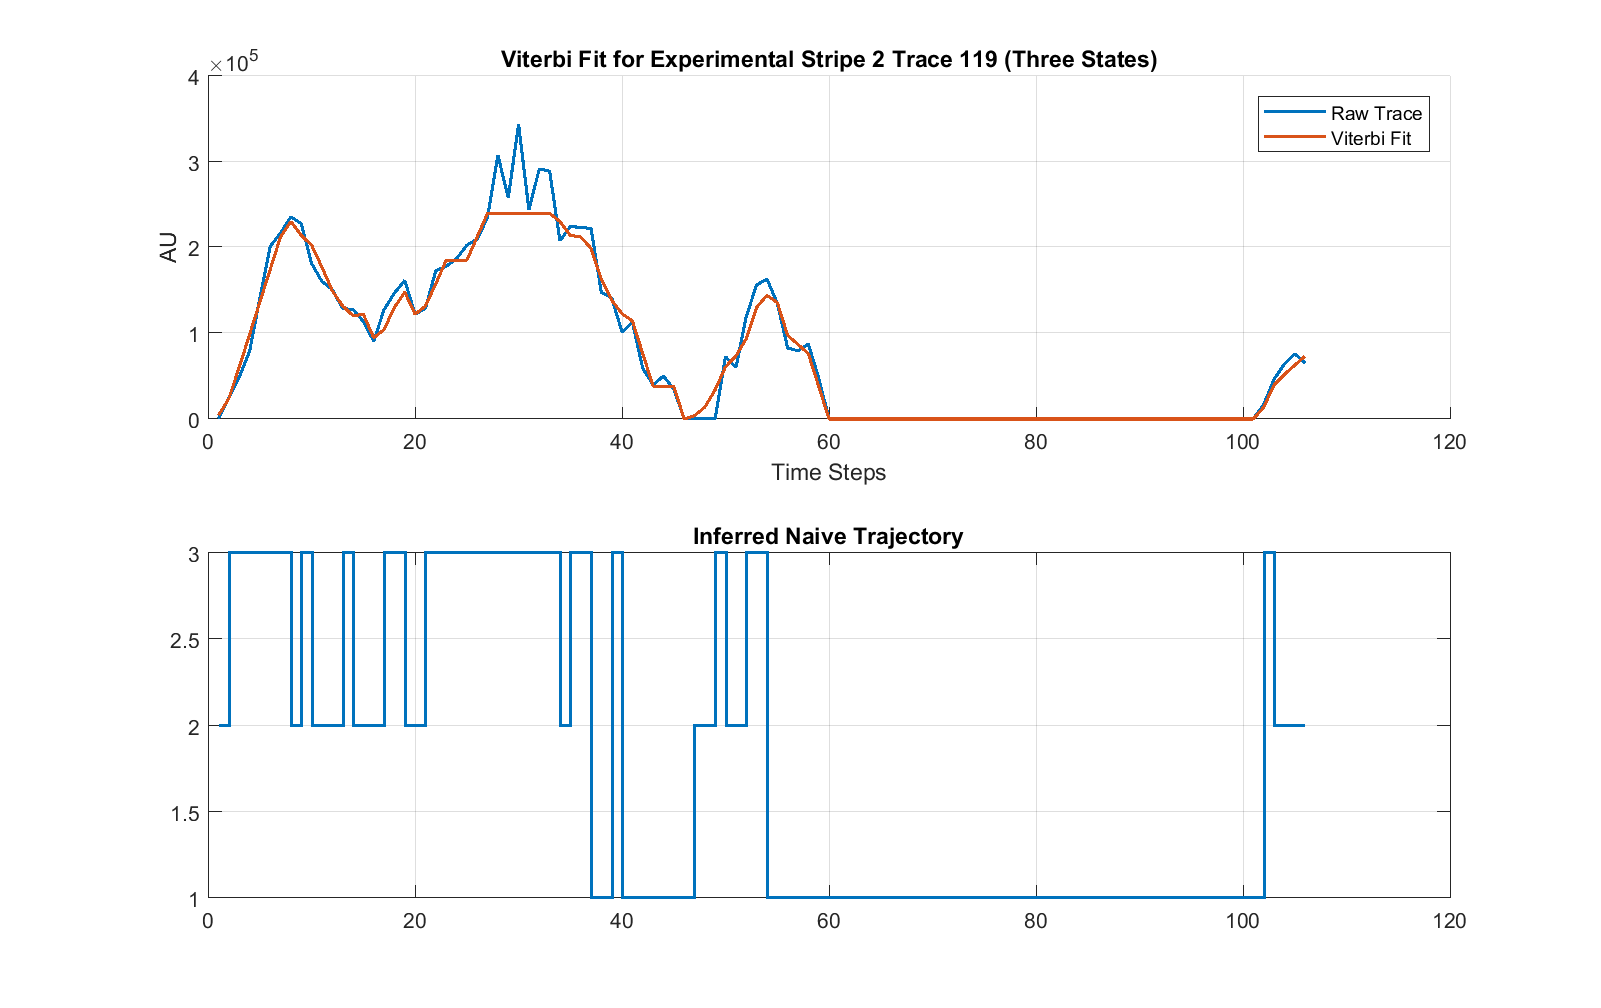 Viterbi Fit for Experimental Stripe 2 Trace 119 (Three States)
×10^5
4
3
2
1
0
AU
Raw Trace
Viterbi Fit
0 20 40 60 80 100 120
Time Steps
Inferred Naive Trajectory
3
2.5
2
1.5
1
0 20 40 60 80 100 120